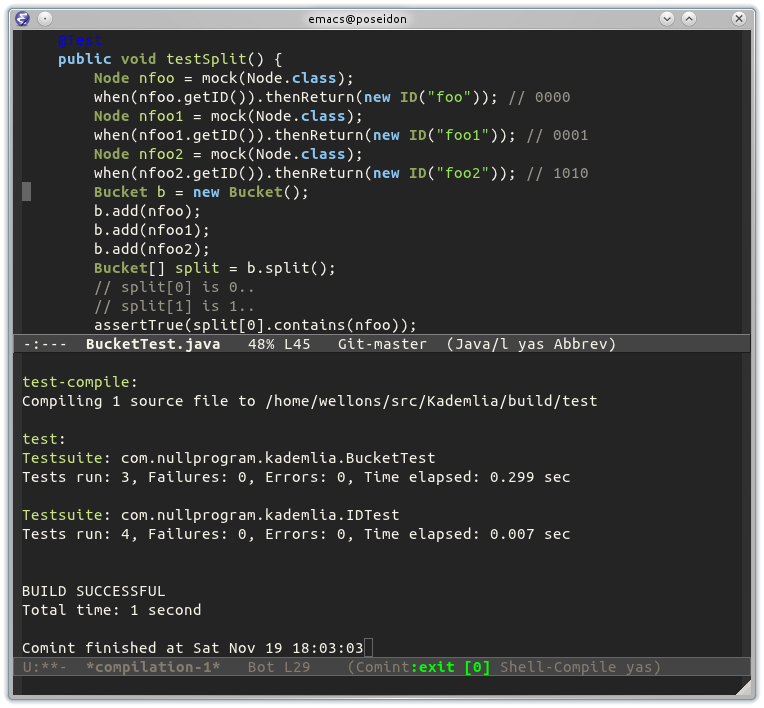 emacs@poseidon
@Test
public void testSplit() {
Node nfoo = mock(Node.class);
when(nfoo.getID()).thenReturn(new ID("foo")); // 0000
Node nfoo1 = mock(Node.class);
when(nfoo1.getID()).thenReturn(new ID("foo1")); // 0001
Node nfoo2 = mock(Node.class);
when(nfoo2.getID()).thenReturn(new ID("foo2")); // 1010
Bucket b = new Bucket();
b.add(nfoo);
b.add(nfoo1);
b.add(nfoo2);
Bucket[] split = b.split();
// split[0] is 0..
// split[1] is 1..
assertTrue(split[0].contains(nfoo));
-:--- BucketTest.java 48% L45 Git-master (Java/l yas Abbrev)
test-compile:
Compiling 1 source file to /home/wellons/src/Kademlia/build/test
test:
Testsuite: com.nullprogram.kademlia.BucketTest
Tests run: 3, Failures: 0, Errors: 0, Time elapsed: 0.299 sec
Testsuite: com.nullprogram.kademlia.IDTest
Tests run: 4, Failures: 0, Errors: 0, Time elapsed: 0.007 sec
BUILD SUCCESSFUL
Total time: 1 second
Comint finished at Sat Nov 19 18:03:03
U:**- *compilation-1* Bot L29 (Comint:exit [0] Shell-Compile yas)